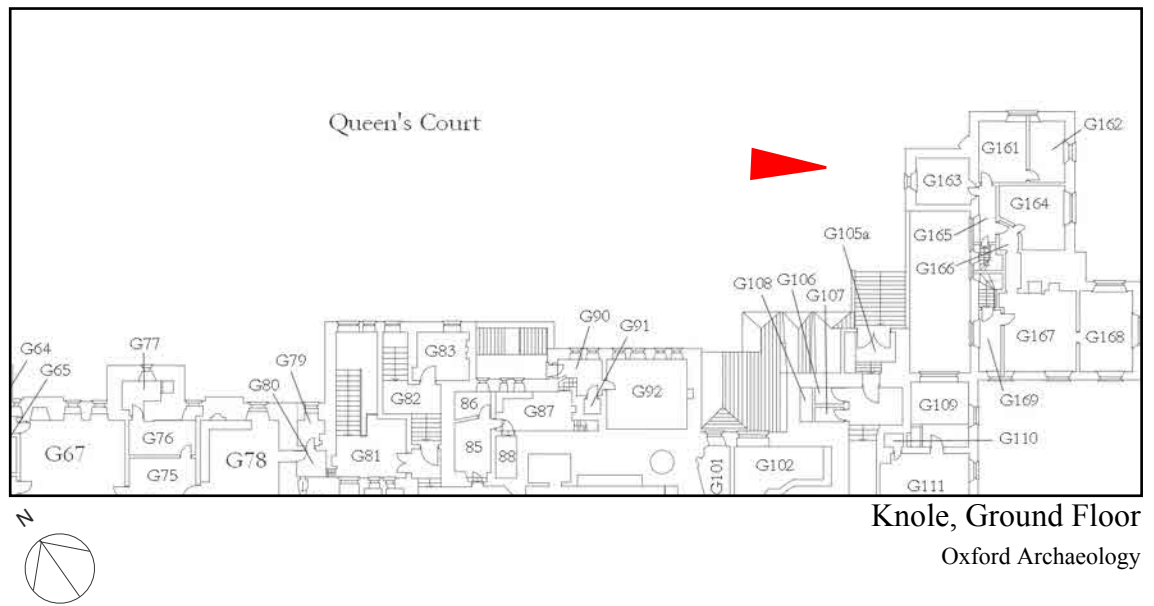 Queen's Court
G162
G161
G163
G164
G105a
G165
G166
G108
G106
G107
G90
G91
G64
G77
G79
G83
G65
G80
G167
G168
G82
86
G92
G87
G169
G109
G76
G110
G67
G78
G81
85
88
G75
G101
G102
G111
Knole, Ground Floor
N
Oxford Archaeology